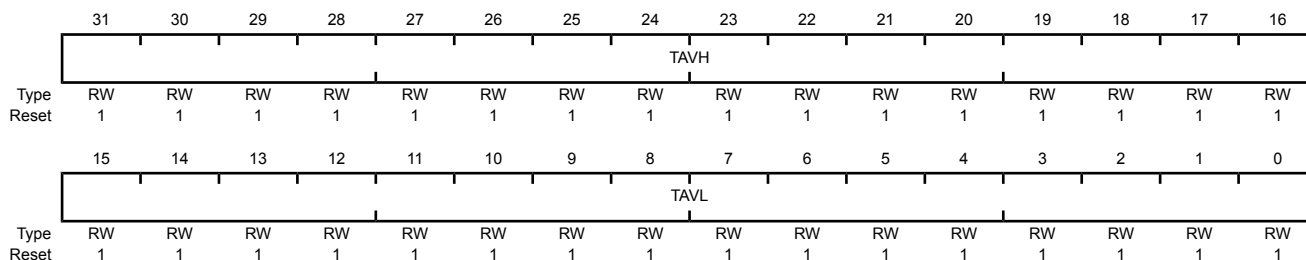 31 30 29 28 27 26 25 24 23 22 21 20 19 18 17 16
TAVH
Type RW RW RW RW RW RW RW RW RW RW RW RW RW RW RW RW
Reset 1 1 1 1 1 1 1 1 1 1 1 1 1 1 1 1
15 14 13 12 11 10 9 8 7 6 5 4 3 2 1 0
TAVL
Type RW RW RW RW RW RW RW RW RW RW RW RW RW RW RW RW
Reset 1 1 1 1 1 1 1 1 1 1 1 1 1 1 1 1